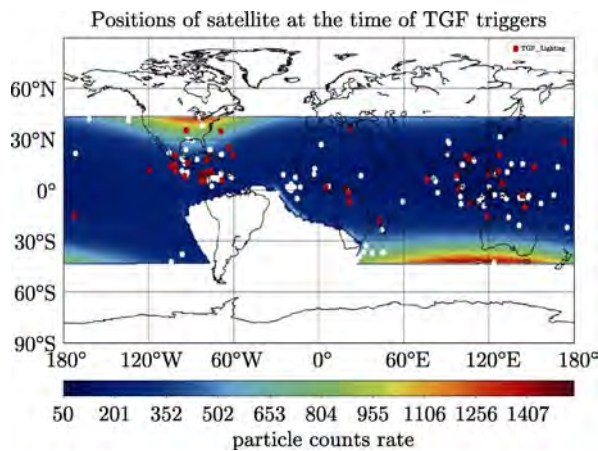 Positions of satellite at the time of TGF triggers
TGF_Lighting
60°N
30°N
0°
30°S
60°S
90°S
180° 120°W 60°W 0° 60°E 120°E 180°
50 201 352 502 653 804 955 1106 1256 1407
particle counts rate